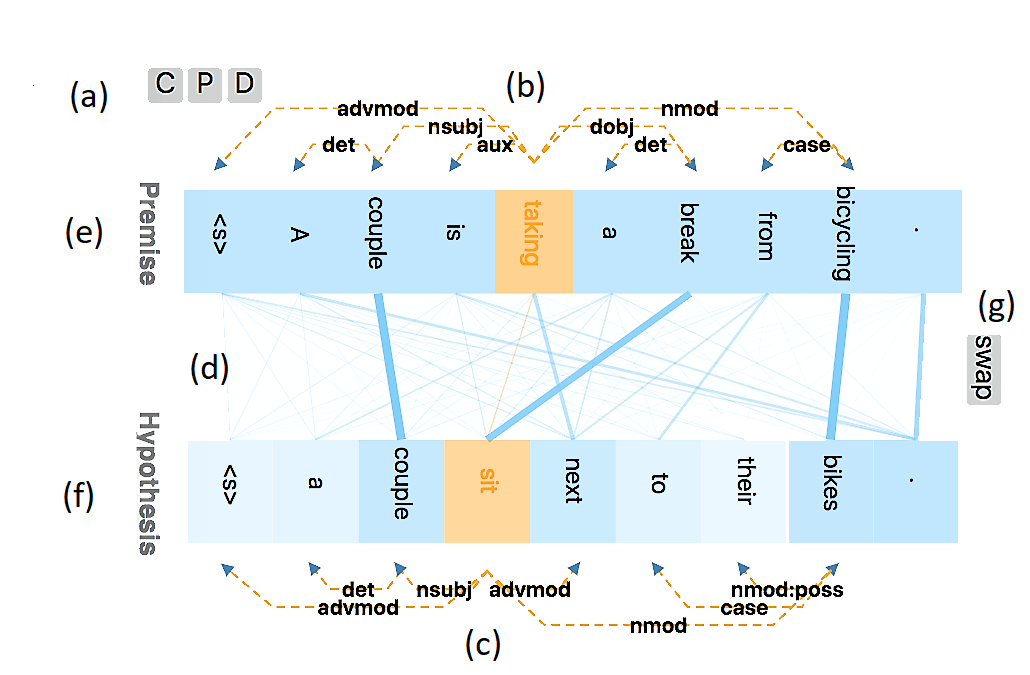 (a) C P D (b)
advmod nmod
nsubj dobj
det aux det case
(e) Premise <s> A couple is taking a break from bicycling .
(g) swap
(d)
(f) Hypothesis <s> a couple sit next to their bikes .
det nsubj advmod nmod:poss
advmod case
nmod
(c)